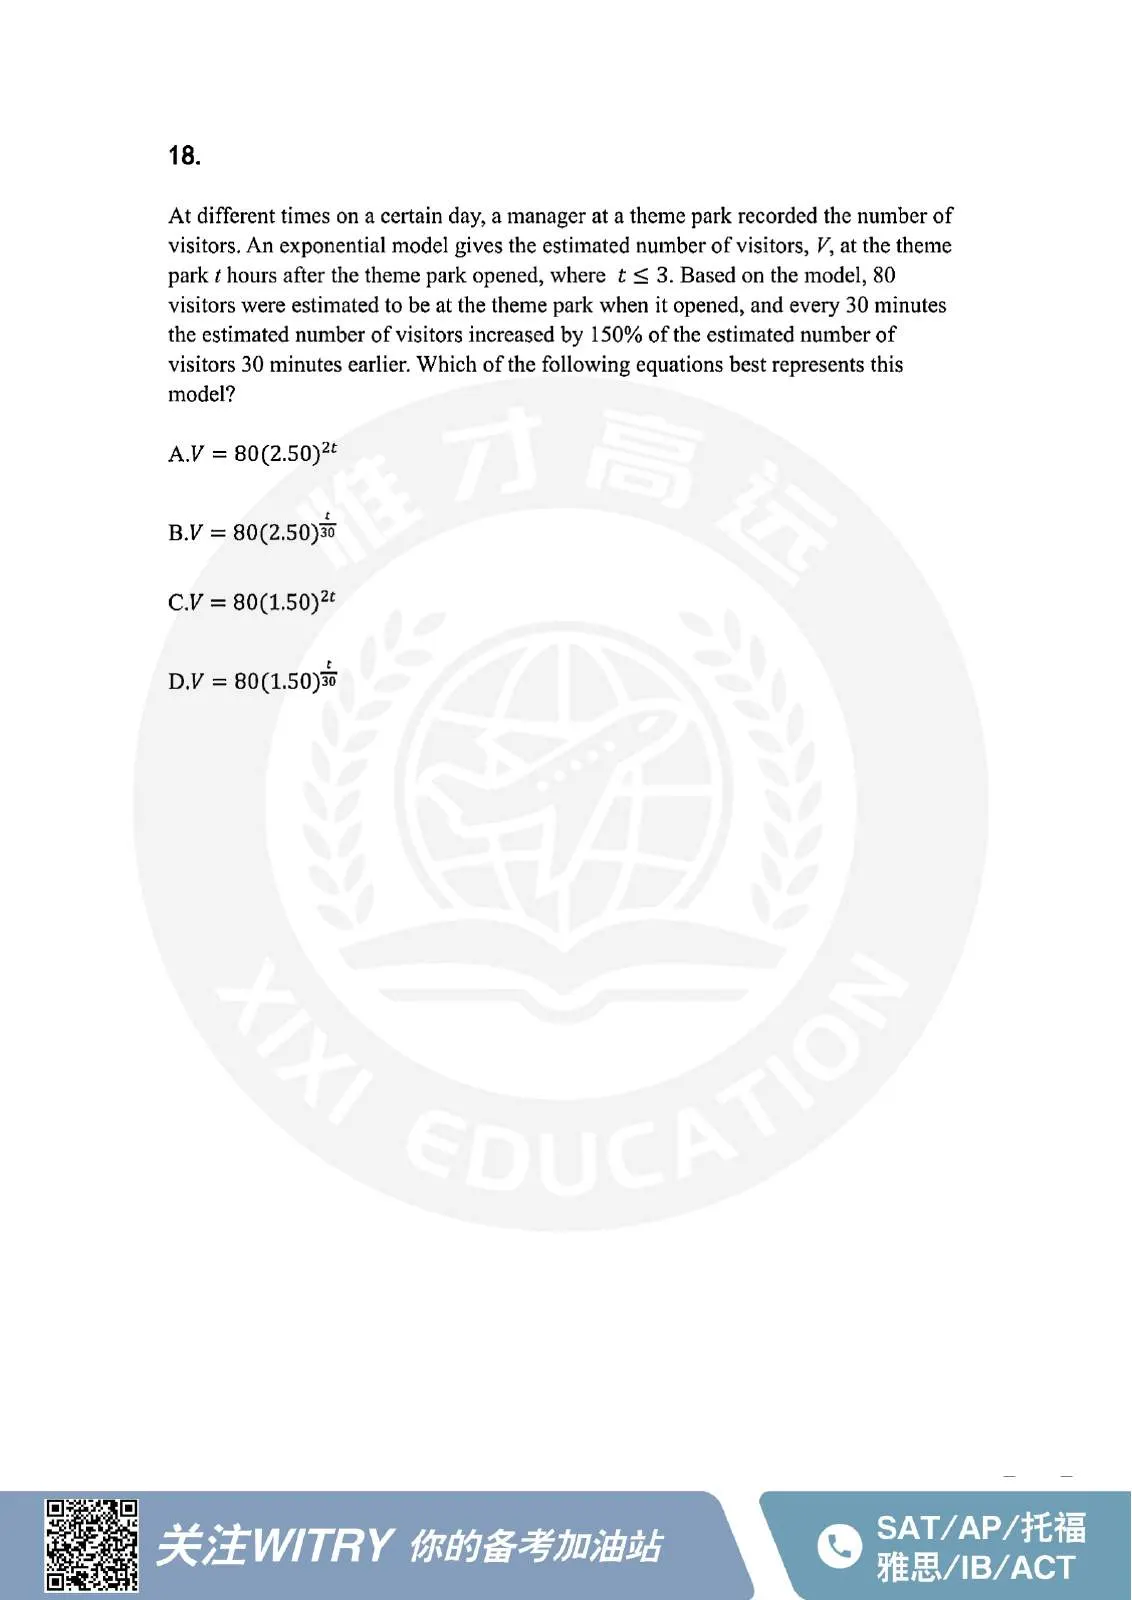 18.
At different times on a certain day, a manager at a theme park recorded the number of
visitors. An exponential model gives the estimated number of visitors, V, at the theme
park t hours after the theme park opened, where t ≤ 3. Based on the model, 80
visitors were estimated to be at the theme park when it opened, and every 30 minutes
the estimated number of visitors increased by 150% of the estimated number of
visitors 30 minutes earlier. Which of the following equations best represents this
model?
A.V = 80(2.50)^{2t}
B.V = 80(2.50)^{t/30}
C.V = 80(1.50)^{2t}
D.V = 80(1.50)^{t/30}
惟才高远
XIXI EDUCATION
关注WITRY 你的备考加油站
SAT/AP/托福
雅思/IB/ACT